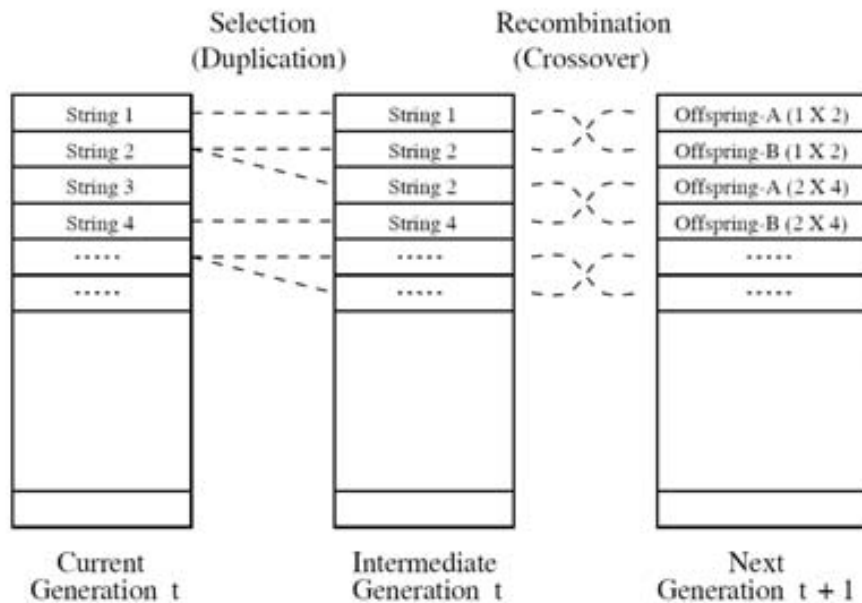 Selection
(Duplication)
Recombination
(Crossover)
String 1
String 2
String 3
String 4
.....
.....
String 1
String 2
String 2
String 4
.....
.....
Offspring-A (1 X 2)
Offspring-B (1 X 2)
Offspring-A (2 X 4)
Offspring-B (2 X 4)
.....
.....
Current
Generation t
Intermediate
Generation t
Next
Generation t + 1